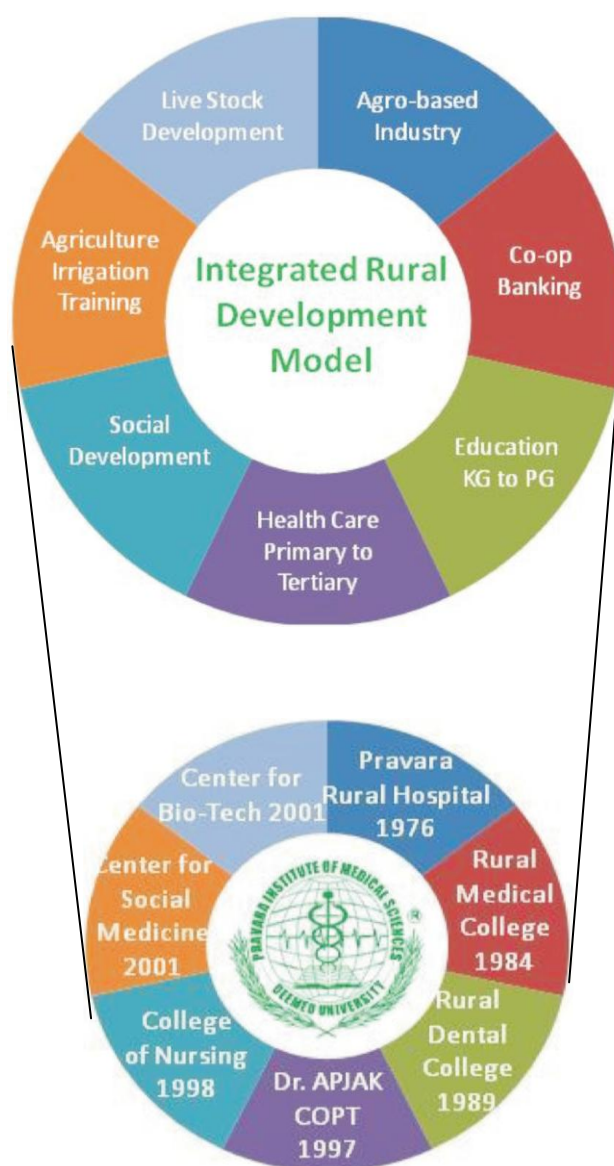 Live Stock
Development
Agro-based
Industry
Agriculture
Irrigation
Training
Integrated Rural
Development
Model
Co-op
Banking
Social
Development
Education
KG to PG
Health Care
Primary to
Tertiary
Center for
Bio-Tech 2001
Pravara
Rural Hospital
1976
Center for
Social
Medicine
2001
PRAVARA INSTITUTE OF MEDICAL SCIENCES
®
DEEMED UNIVERSITY
Rural
Medical
College
1984
College
of Nursing
1998
Rural
Dental
College
1989
Dr. APJAK
COPT
1997